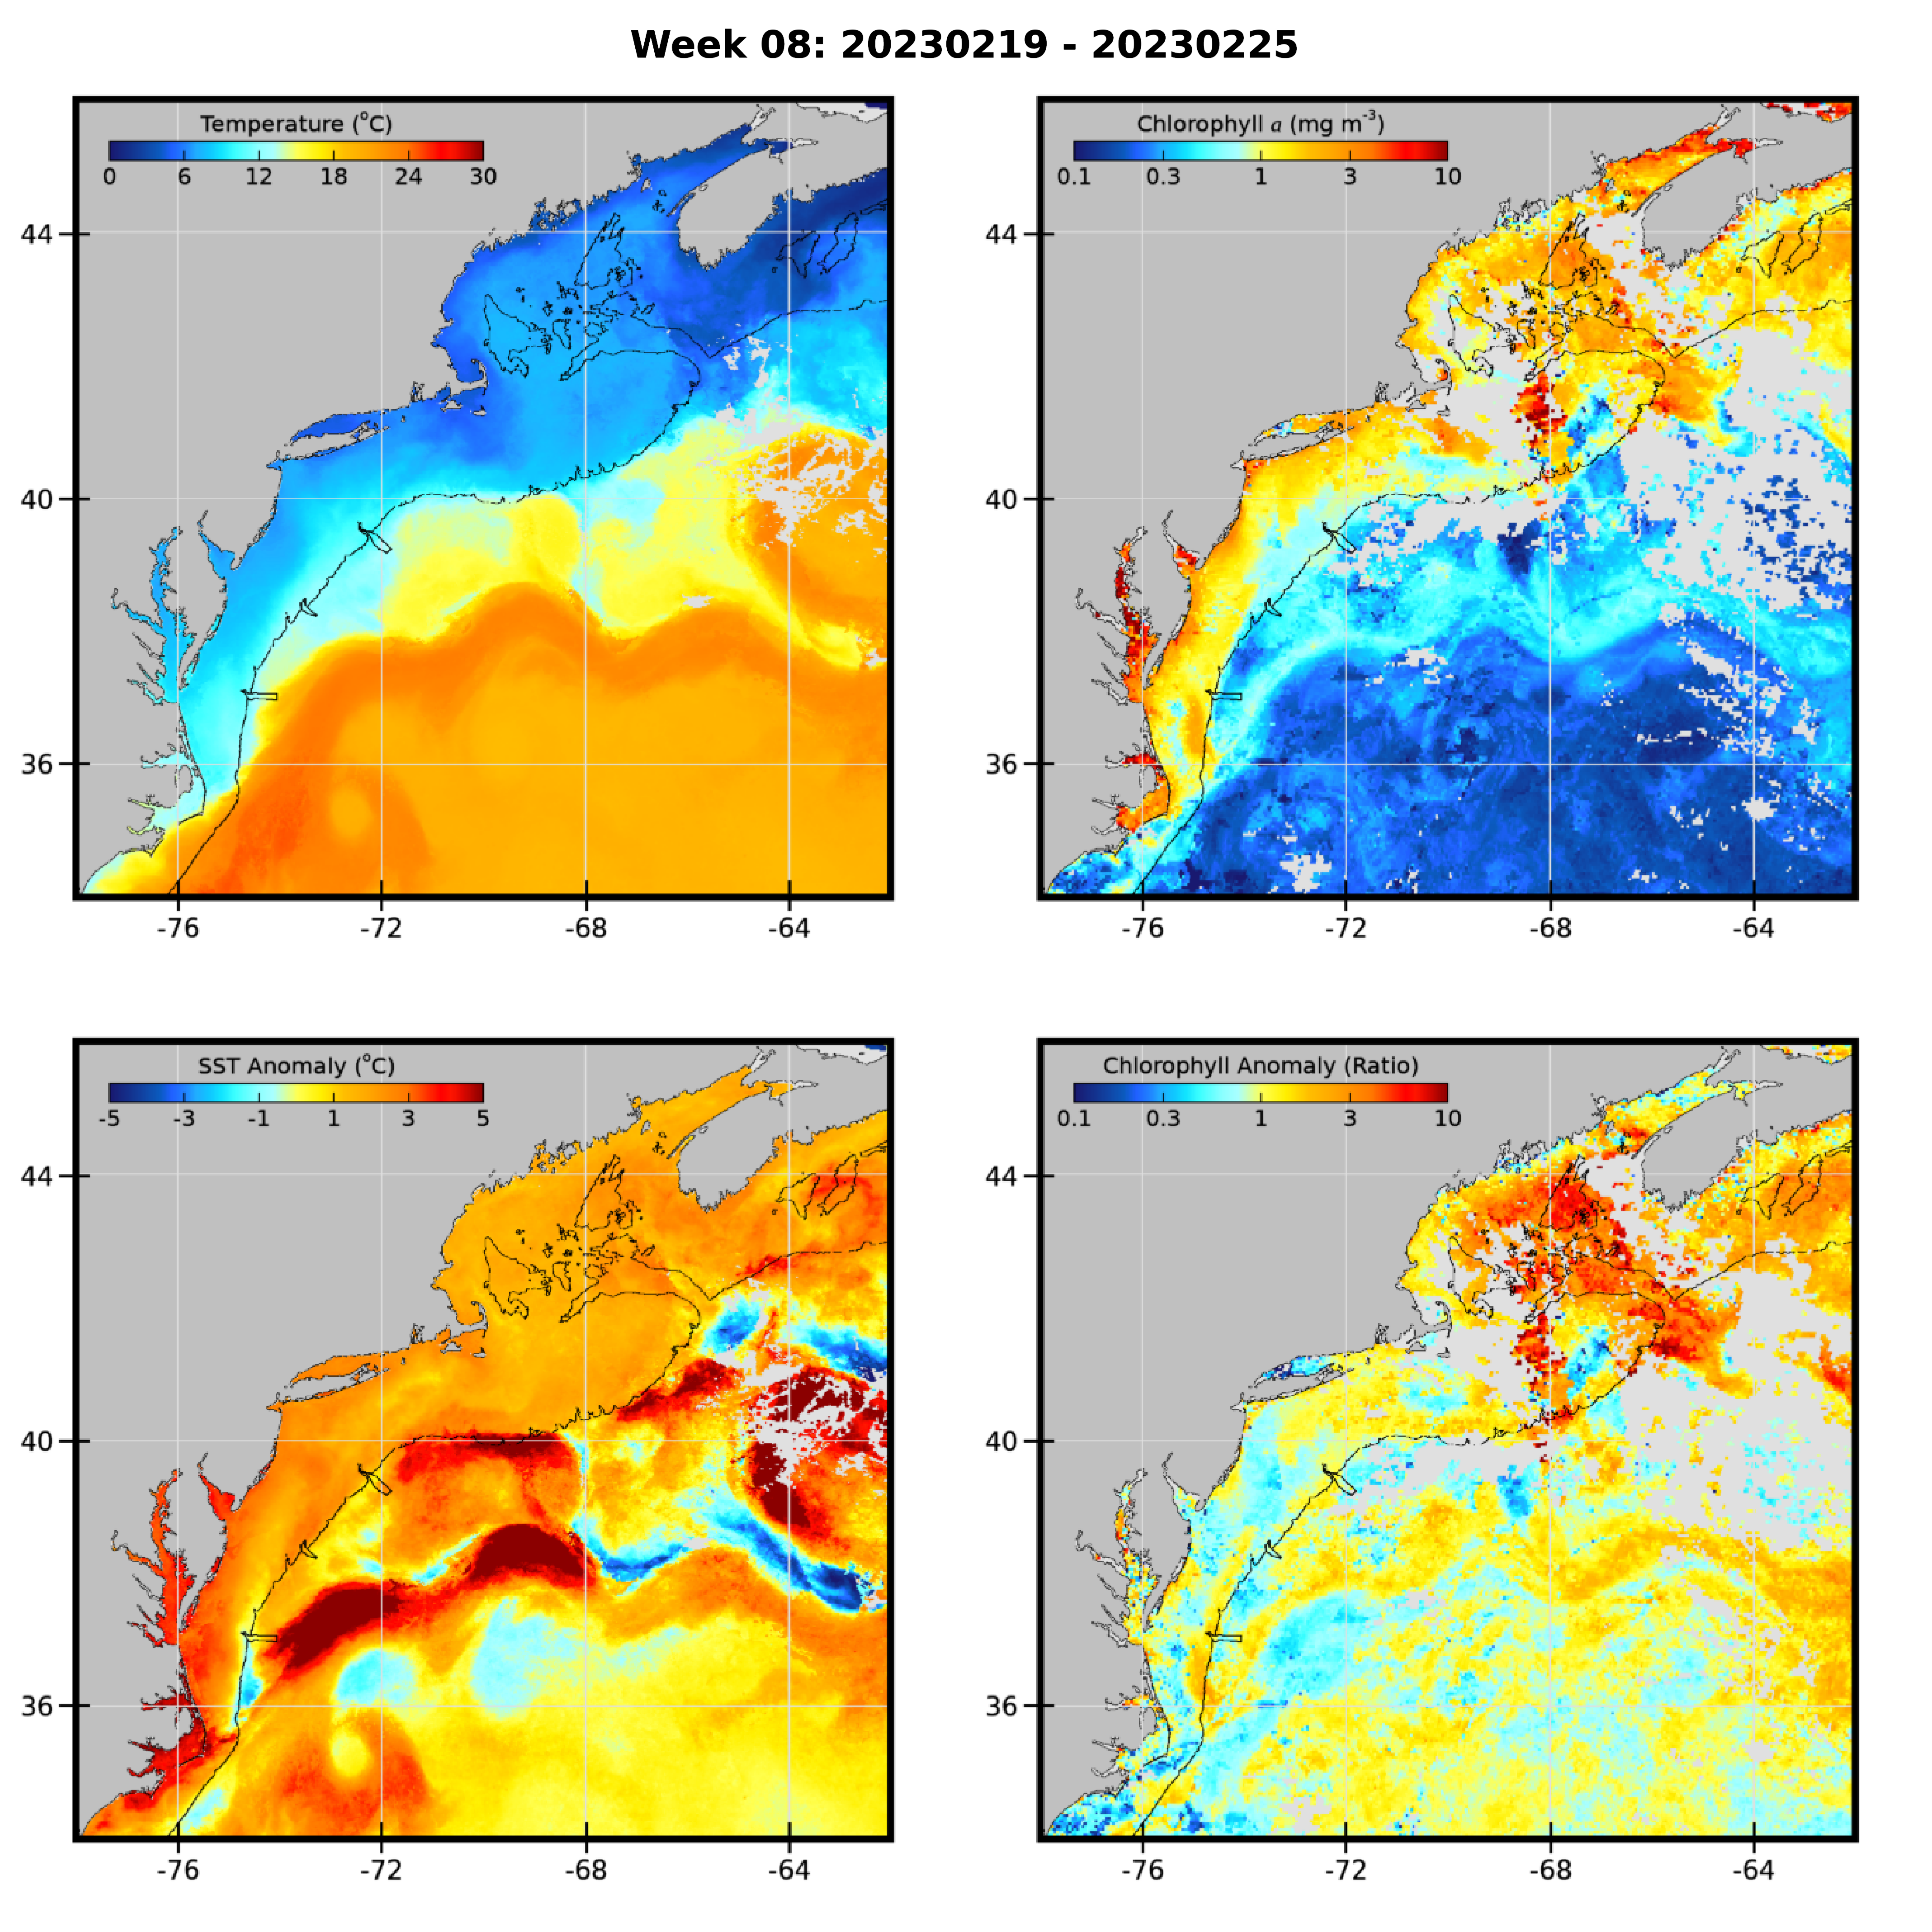 Week 08: 20230219 - 20230225
Temperature (°C)
0 6 12 18 24 30
44
40
36
-76 -72 -68 -64
Chlorophyll a (mg m⁻³)
0.1 0.3 1 3 10
44
40
36
-76 -72 -68 -64
SST Anomaly (°C)
-5 -3 -1 1 3 5
44
40
36
-76 -72 -68 -64
Chlorophyll Anomaly (Ratio)
0.1 0.3 1 3 10
44
40
36
-76 -72 -68 -64